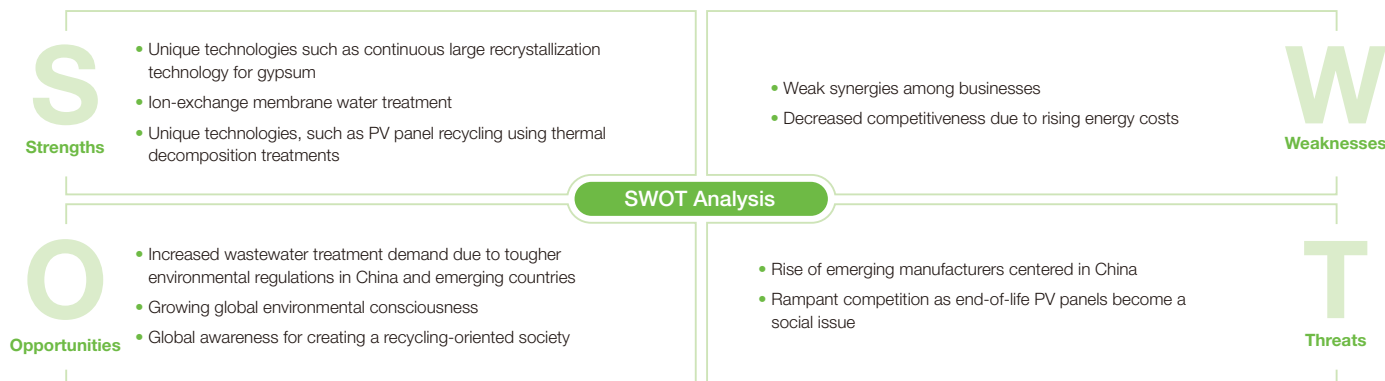 S
Strengths
• Unique technologies such as continuous large recrystallization
technology for gypsum
• Ion-exchange membrane water treatment
• Unique technologies, such as PV panel recycling using thermal
decomposition treatments
W
Weaknesses
• Weak synergies among businesses
• Decreased competitiveness due to rising energy costs
SWOT Analysis
O
Opportunities
• Increased wastewater treatment demand due to tougher
environmental regulations in China and emerging countries
• Growing global environmental consciousness
• Global awareness for creating a recycling-oriented society
T
Threats
• Rise of emerging manufacturers centered in China
• Rampant competition as end-of-life PV panels become a
social issue